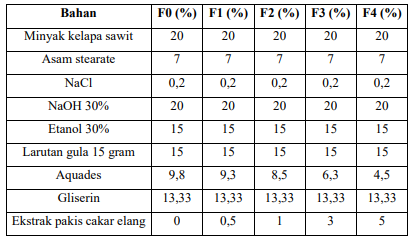 Bahan F0 (%) F1 (%) F2 (%) F3 (%) F4 (%)
Minyak kelapa sawit 20 20 20 20 20
Asam stearate 7 7 7 7 7
NaCl 0,2 0,2 0,2 0,2 0,2
NaOH 30% 20 20 20 20 20
Etanol 30% 15 15 15 15 15
Larutan gula 15 gram 15 15 15 15 15
Aquades 9,8 9,3 8,5 6,3 4,5
Gliserin 13,33 13,33 13,33 13,33 13,33
Ekstrak pakis cakar elang 0 0,5 1 3 5